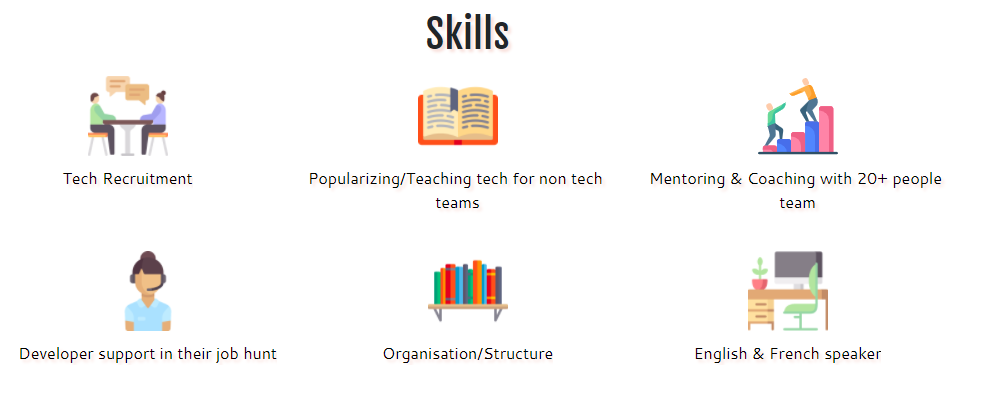 Skills
Tech Recruitment
Popularizing/Teaching tech for non tech
teams
Mentoring & Coaching with 20+ people
team
Developer support in their job hunt
Organisation/Structure
English & French speaker